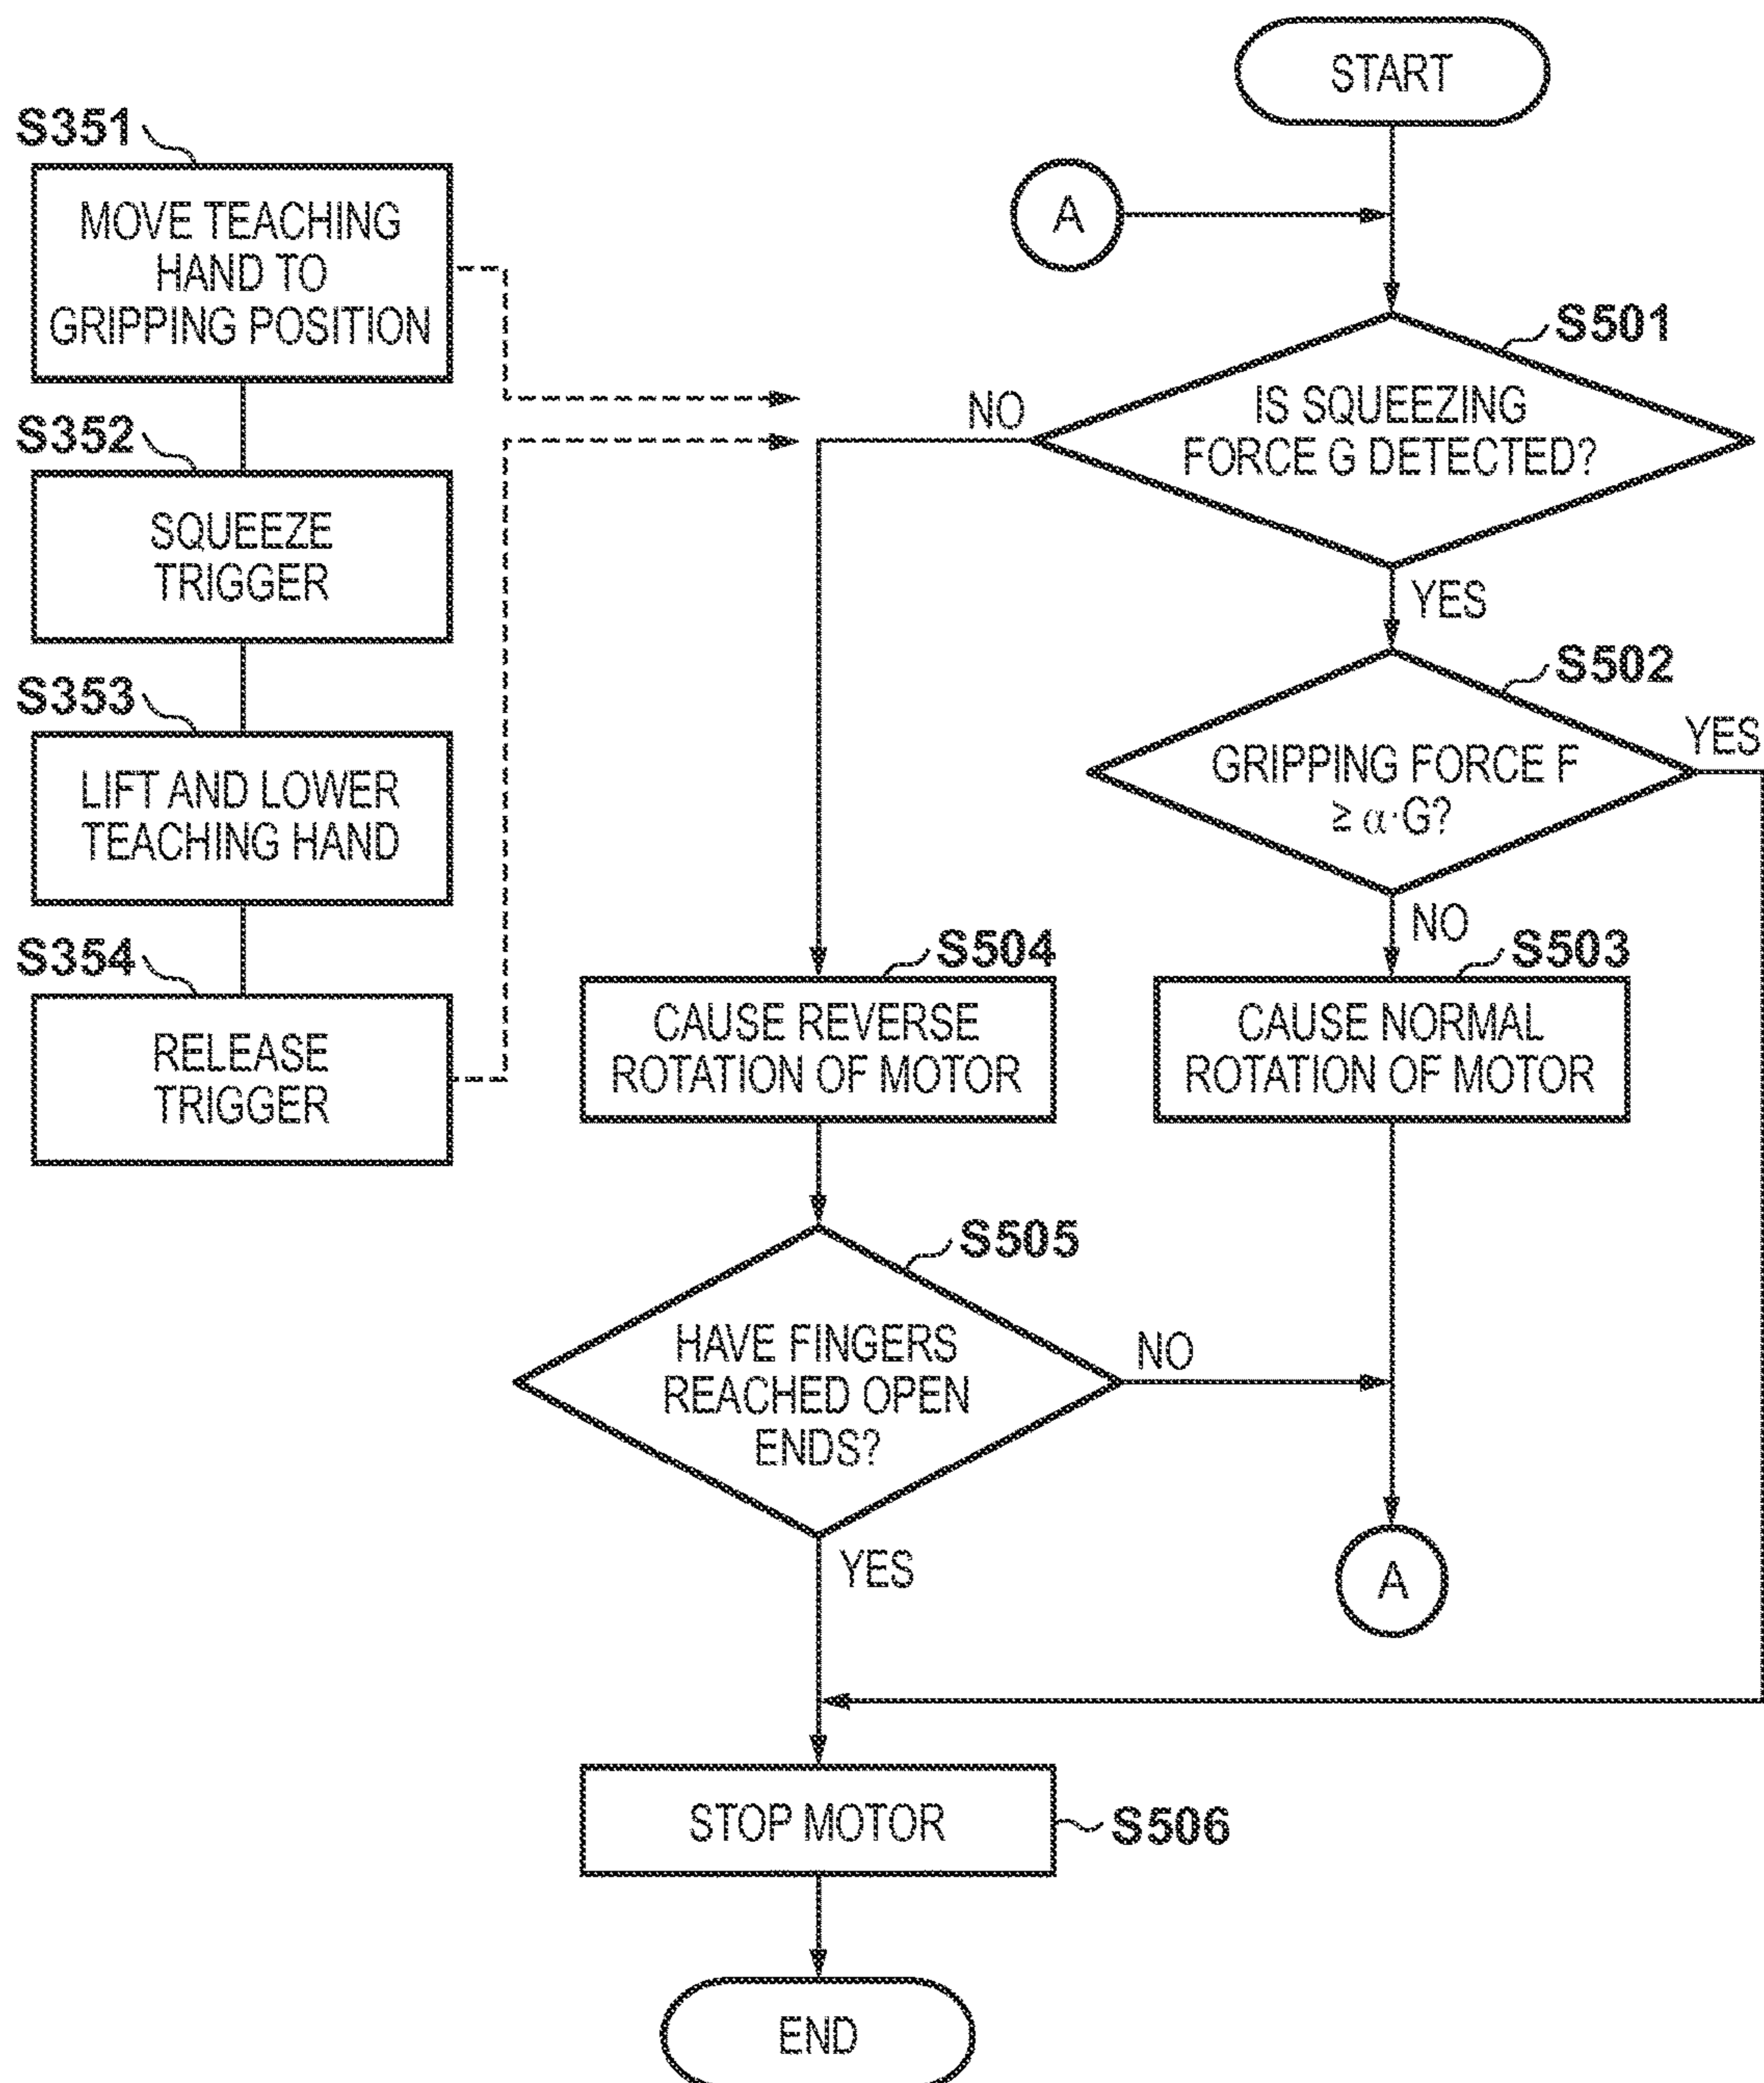 S351
MOVE TEACHING
HAND TO
GRIPPING POSITION
S352
SQUEEZE
TRIGGER
S353
LIFT AND LOWER
TEACHING HAND
S354
RELEASE
TRIGGER
START
A
S501
IS SQUEEZING
FORCE G DETECTED?
NO
YES
S502
GRIPPING FORCE F
≧ α·G?
YES
NO
S503
CAUSE NORMAL
ROTATION OF MOTOR
S504
CAUSE REVERSE
ROTATION OF MOTOR
S505
HAVE FINGERS
REACHED OPEN
ENDS?
NO
YES
A
STOP MOTOR
S506
END